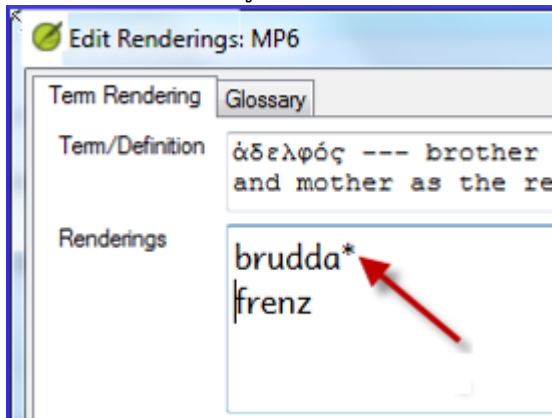 Edit Renderings: MP6
Term Rendering Glossary
Term/Definition
ἀδελφός --- brother
and mother as the re
Renderings
brudda*
frenz